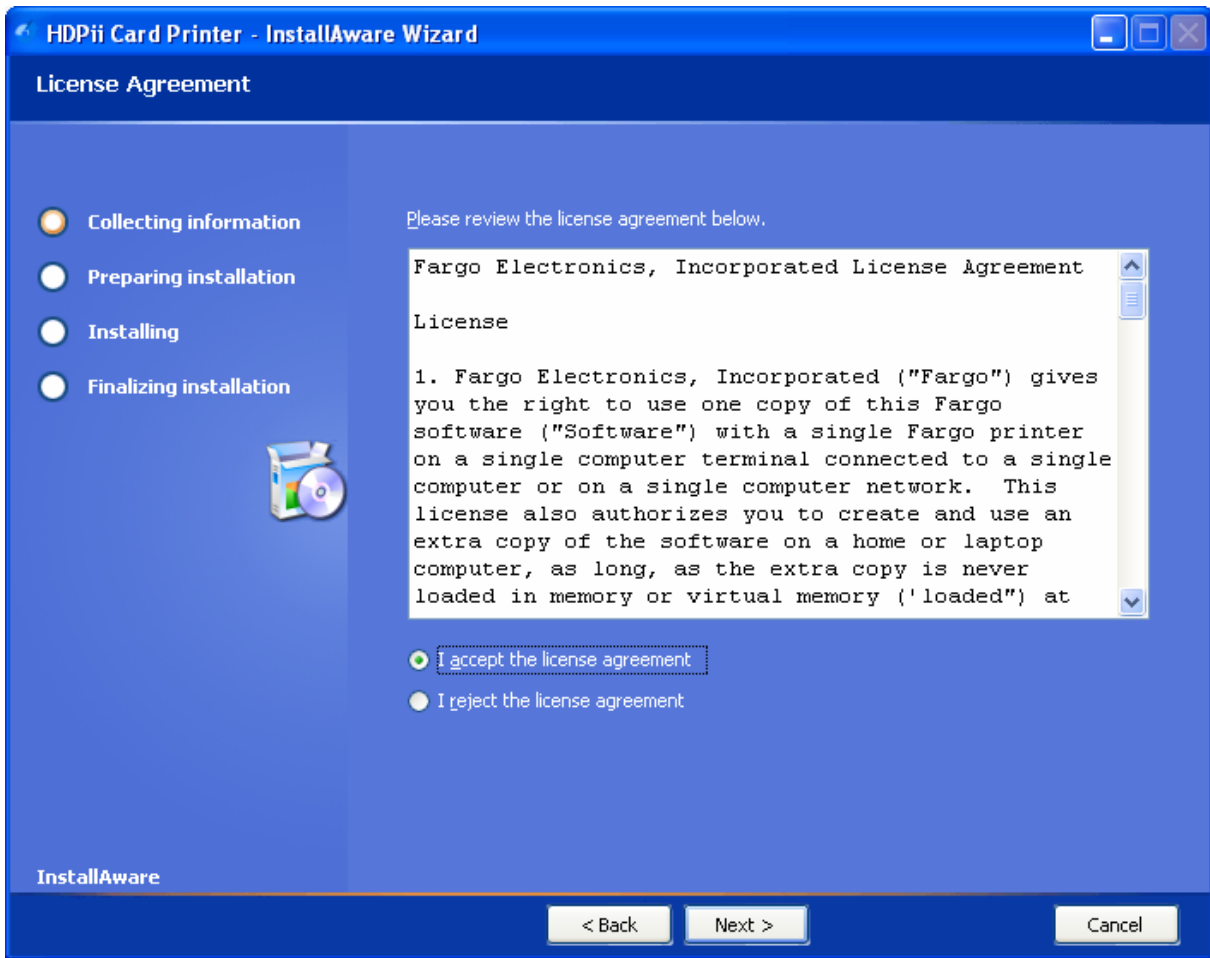 HDPii Card Printer - InstallAware Wizard
License Agreement
Collecting information
Preparing installation
Installing
Finalizing installation
Please review the license agreement below.
Fargo Electronics, Incorporated License Agreement
License
1. Fargo Electronics, Incorporated ("Fargo") gives
you the right to use one copy of this Fargo
software ("Software") with a single Fargo printer
on a single computer terminal connected to a single
computer or on a single computer network.  This
license also authorizes you to create and use an
extra copy of the software on a home or laptop
computer, as long, as the extra copy is never
loaded in memory or virtual memory ('loaded") at
I accept the license agreement
I reject the license agreement
InstallAware
< Back
Next >
Cancel